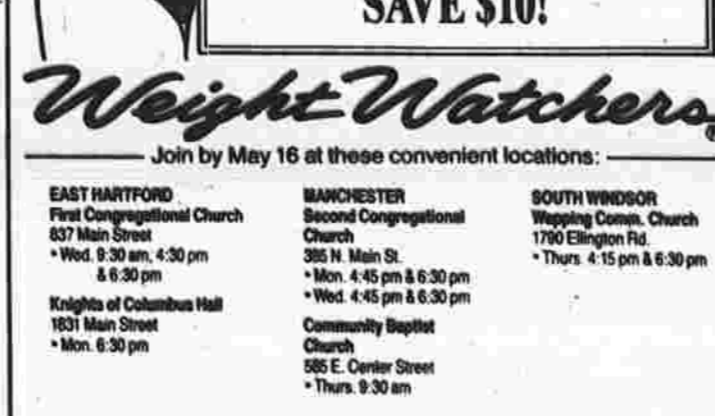 SAVE $10!
Weight Watchers®
Join by May 16 at these convenient locations:
EAST HARTFORD
First Congregational Church
837 Main Street
• Wed. 9:30 am, 4:30 pm
& 6:30 pm
Knights of Columbus Hall
1831 Main Street
• Mon. 6:30 pm
MANCHESTER
Second Congregational
Church
385 N. Main St.
• Mon. 4:45 pm & 6:30 pm
• Wed. 4:45 pm & 6:30 pm
Community Baptist
Church
585 E. Center Street
• Thurs. 9:30 am
SOUTH WINDSOR
Wapping Comm. Church
1790 Ellington Rd.
• Thurs. 4:15 pm & 6:30 pm